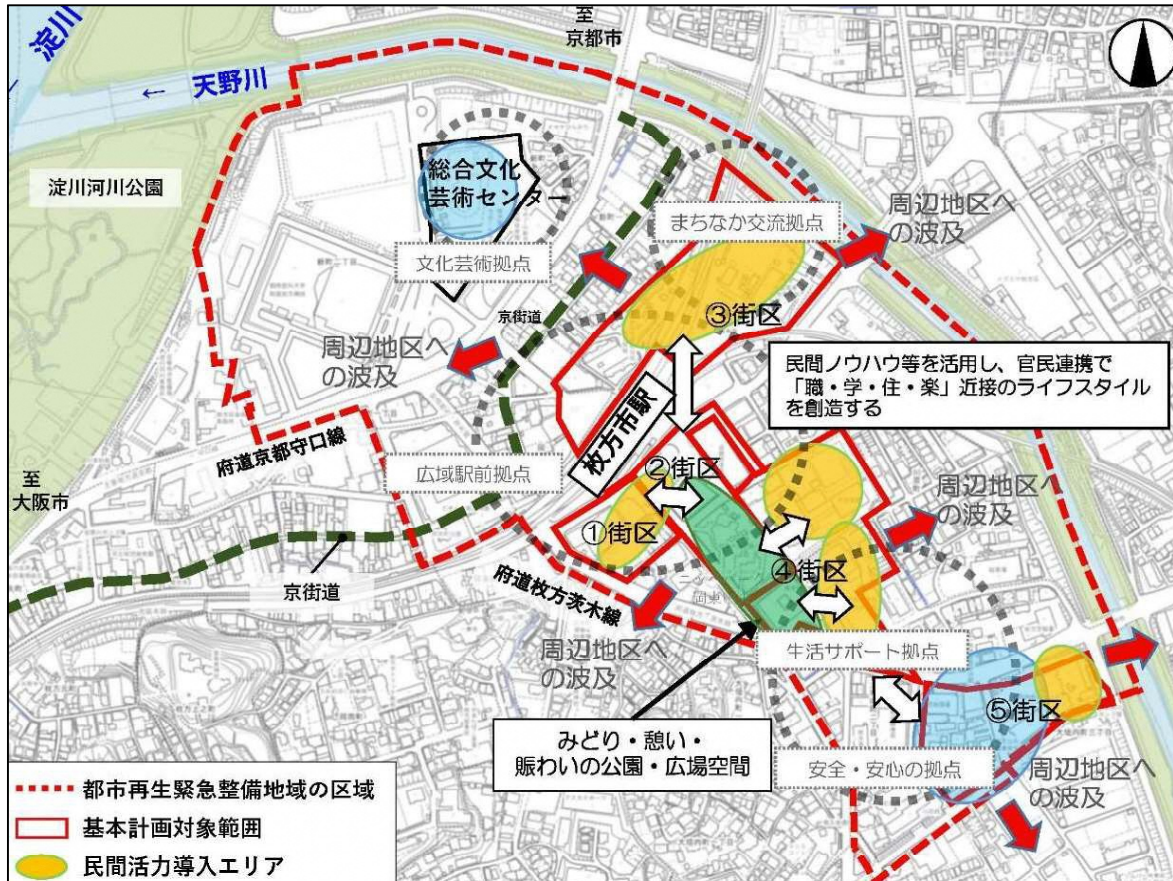 至
京都市
淀川
←
← 天野川
淀川河川公園
総合文化
芸術センター
文化芸術拠点
まちなか交流拠点
周辺地区へ
の波及
京街道
③街区
周辺地区へ
の波及
民間ノウハウ等を活用し、官民連携で
「職・学・住・楽」近接のライフスタイル
を創造する
枚方市駅
府道京都守口線
広域駅前拠点
至
大阪市
②街区
①街区
周辺地区へ
の波及
④街区
京街道
府道枚方茨木線
周辺地区へ
の波及
生活サポート拠点
⑤街区
みどり・憩い・
賑わいの公園・広場空間
安全・安心の拠点
周辺地区へ
の波及
都市再生緊急整備地域の区域
基本計画対象範囲
民間活力導入エリア